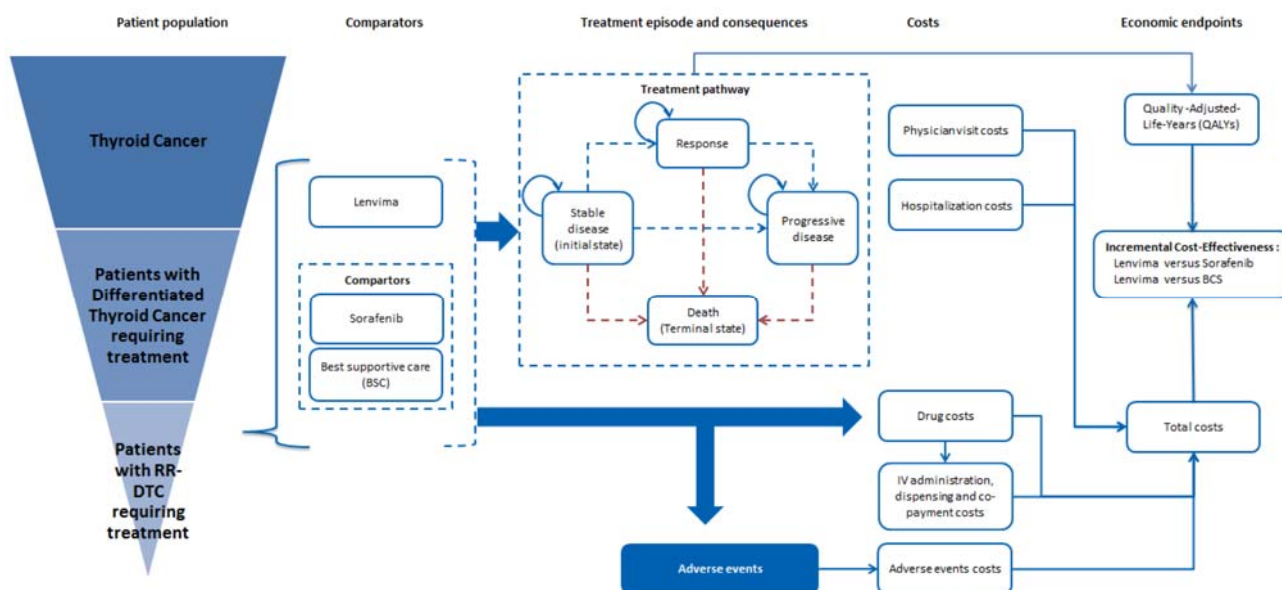 Patient population
Comparators
Treatment episode and consequences
Costs
Economic endpoints
Thyroid Cancer
Patients with
Differentiated
Thyroid Cancer
requiring
treatment
Patients
with RR-
DTC
requiring
treatment
Lenvima
Compartors
Sorafenib
Best supportive care
(BSC)
Treatment pathway
Response
Stable
disease
(initial state)
Progressive
disease
Death
(Terminal state)
Adverse events
Physician visit costs
Hospitalization costs
Drug costs
IV administration,
dispensing and co-
payment costs
Adverse events costs
Quality -Adjusted-
Life-Years (QALYs)
Incremental Cost-Effectiveness :
Lenvima versus Sorafenib
Lenvima versus BCS
Total costs